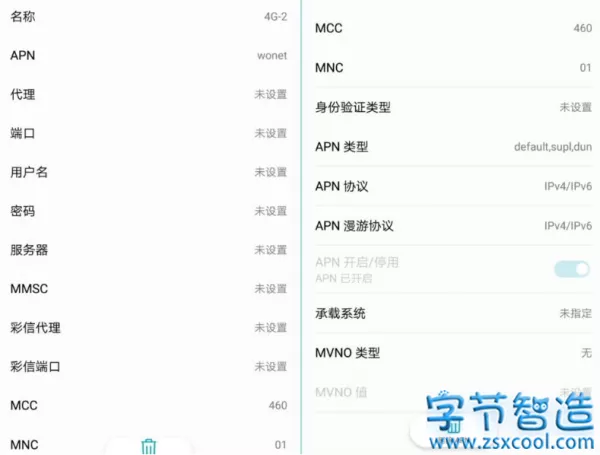 名称 4G-2
APN wonet
代理 未设置
端口 未设置
用户名 未设置
密码 未设置
服务器 未设置
MMSC 未设置
彩信代理 未设置
彩信端口 未设置
MCC 460
MNC 01
MCC 460
MNC 01
身份验证类型 未设置
APN 类型 default,supl,dun
APN 协议 IPv4/IPv6
APN 漫游协议 IPv4/IPv6
APN 开启/停用
APN 已开启
承载系统 未指定
MVNO 类型 无
MVNO 值 未设置
字节智造
www.zsxcool.com